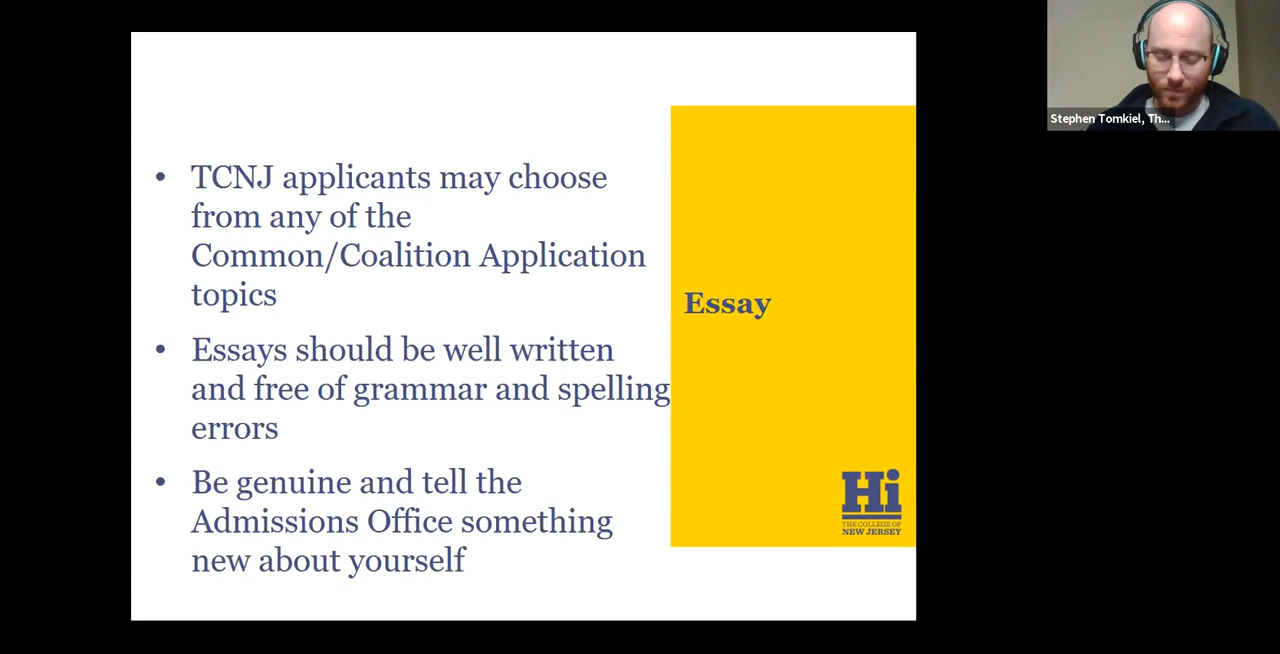 • TCNJ applicants may choose
from any of the
Common/Coalition Application
topics
• Essays should be well written
and free of grammar and spelling
errors
• Be genuine and tell the
Admissions Office something
new about yourself
Essay
Hi
THE COLLEGE OF
NEW JERSEY
Stephen Tomkiel, Th...